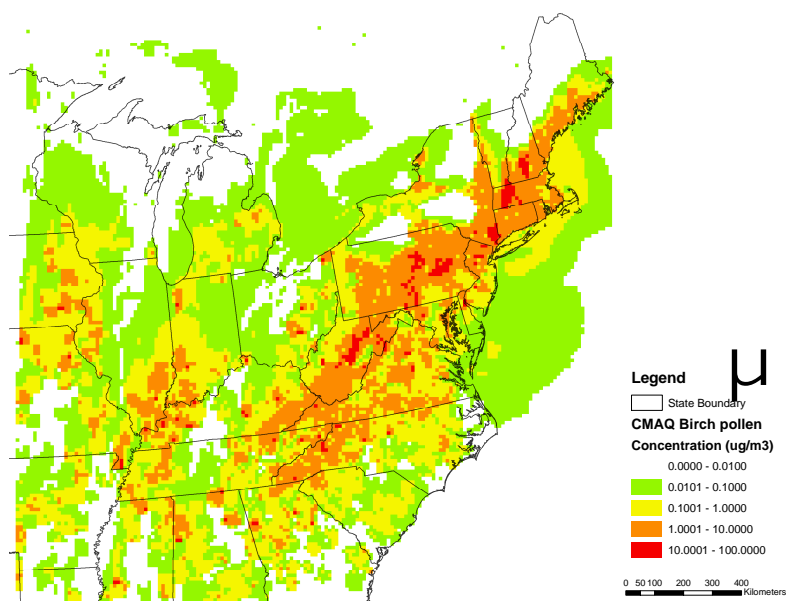 µ
Legend
State Boundary
CMAQ Birch pollen
Concentration (ug/m3)
0.0000 - 0.0100
0.0101 - 0.1000
0.1001 - 1.0000
1.0001 - 10.0000
10.0001 - 100.0000
0 50 100 200 300 400
Kilometers